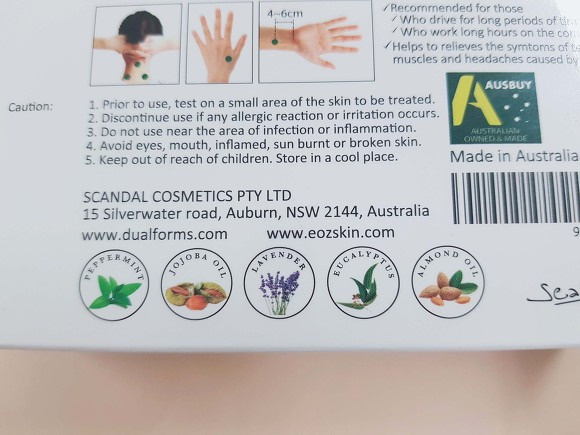 4~6cm
✓Recommended for those
✓Who drive for long periods of
✓Who work long hours on the
✓Helps to relieves the symtoms of
muscles and headaches caused by
Caution:
1. Prior to use, test on a small area of the skin to be treated.
2. Discontinue use if any allergic reaction or irritation occurs.
3. Do not use near the area of infection or inflammation.
4. Avoid eyes, mouth, inflamed, sun burnt or broken skin.
5. Keep out of reach of children. Store in a cool place.
AUSBUY
AUSTRALIAN
OWNED & MADE
Made in Australia
SCANDAL COSMETICS PTY LTD
15 Silverwater road, Auburn, NSW 2144, Australia
www.dualforms.com www.eozskin.com
9
PEPPERMINT
JOJOBA OIL
LAVENDER
EUCALYPTUS
ALMOND OIL